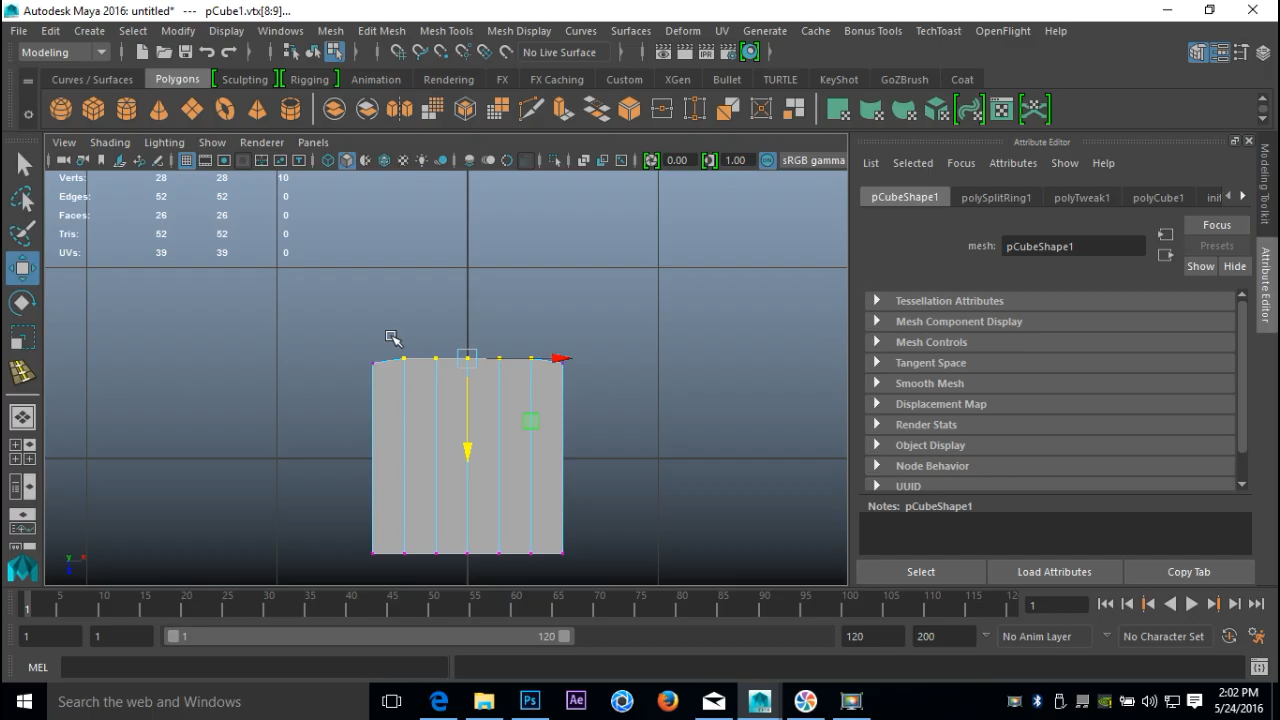 Autodesk Maya 2016: untitled*   ---   pCube1.vtx[8:9]...
File Edit Create Select Modify Display Windows Mesh Edit Mesh Mesh Tools Mesh Display Curves Surfaces Deform UV Generate Cache Bonus Tools TechToast OpenFlight Help
Modeling No Live Surface
Curves / Surfaces Polygons Sculpting Rigging Animation Rendering FX FX Caching Custom XGen Bullet TURTLE KeyShot GoZBrush Coat
View Shading Lighting Show Renderer Panels
0.00 1.00 sRGB gamma
Verts: 28 28 10
Edges: 52 52 0
Faces: 26 26 0
Tris: 52 52 0
UVs: 39 39 0
Attribute Editor
List Selected Focus Attributes Show Help
pCubeShape1 polySplitRing1 polyTweak1 polyCube1 init
Focus
mesh: pCubeShape1
Presets
Show Hide
Tessellation Attributes
Mesh Component Display
Mesh Controls
Tangent Space
Smooth Mesh
Displacement Map
Render Stats
Object Display
Node Behavior
UUID
Notes: pCubeShape1
Select Load Attributes Copy Tab
Modeling Toolkit
Attribute Editor
y x
1 5 10 15 20 25 30 35 40 45 50 55 60 65 70 75 80 85 90 95 100 105 110 115 12 1
1 1 1 120 120 200 No Anim Layer No Character Set
MEL
Search the web and Windows
Ps Ae
2:02 PM
5/24/2016